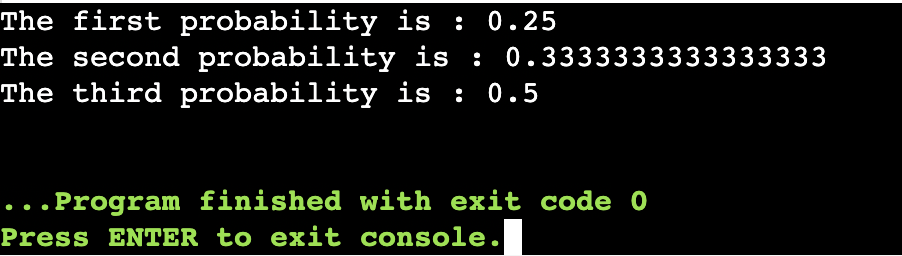 The first probability is : 0.25
The second probability is : 0.3333333333333333
The third probability is : 0.5
...Program finished with exit code 0
Press ENTER to exit console.